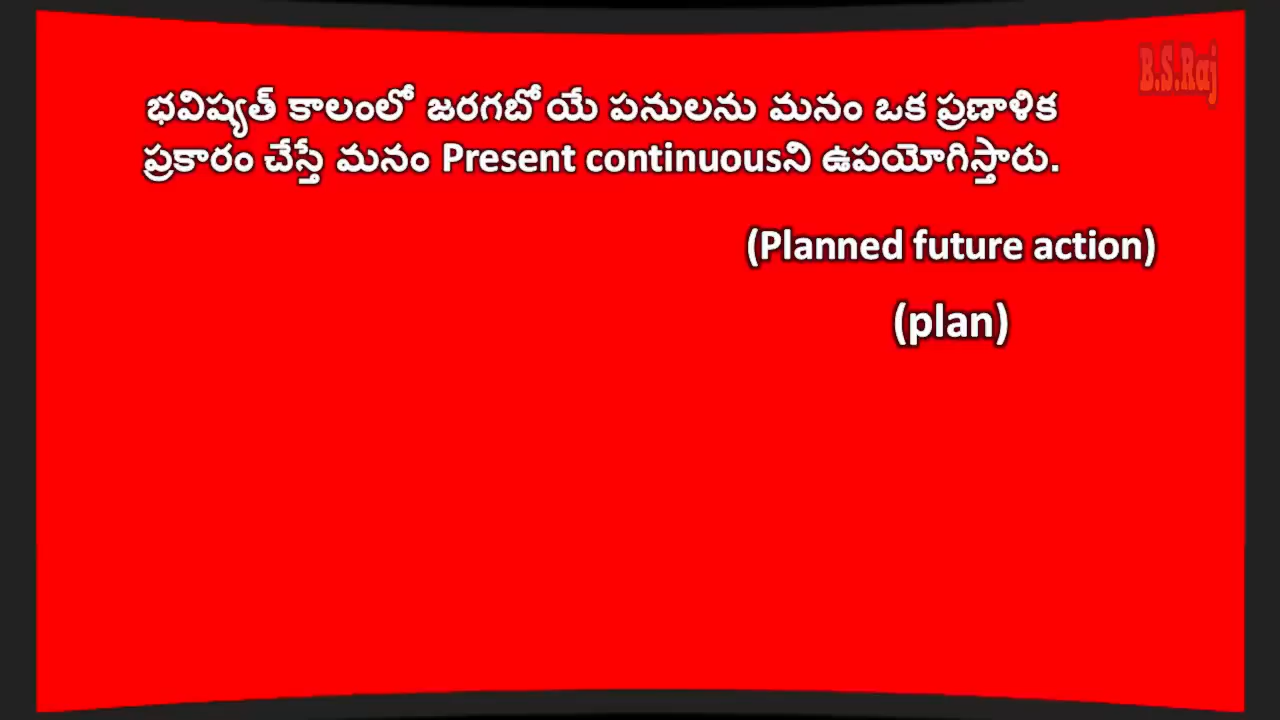 B.S.Raj
భవిష్యత్ కాలంలో జరగబోయే పనులను మనం ఒక ప్రణాళిక
ప్రకారం చేస్తే మనం Present continuousని ఉపయోగిస్తారు.
(Planned future action)
(plan)